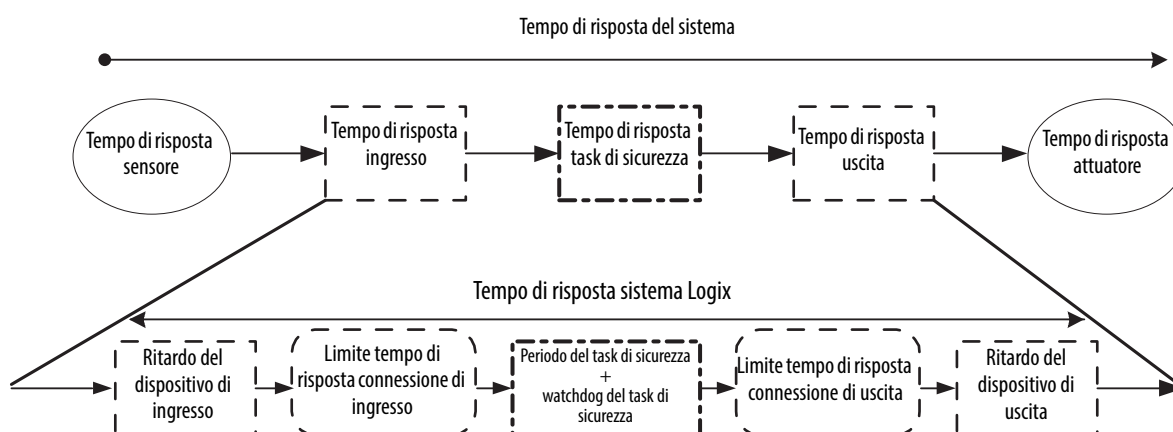 Tempo di risposta del sistema
Tempo di risposta
sensore
Tempo di risposta
ingresso
Tempo di risposta
task di sicurezza
Tempo di risposta
uscita
Tempo di risposta
attuatore
Tempo di risposta sistema Logix
Ritardo del
dispositivo di
ingresso
Limite tempo di
risposta connessione di
ingresso
Periodo del task di sicurezza
+
watchdog del task di
sicurezza
Limite tempo di risposta
connessione di uscita
Ritardo del
dispositivo di
uscita